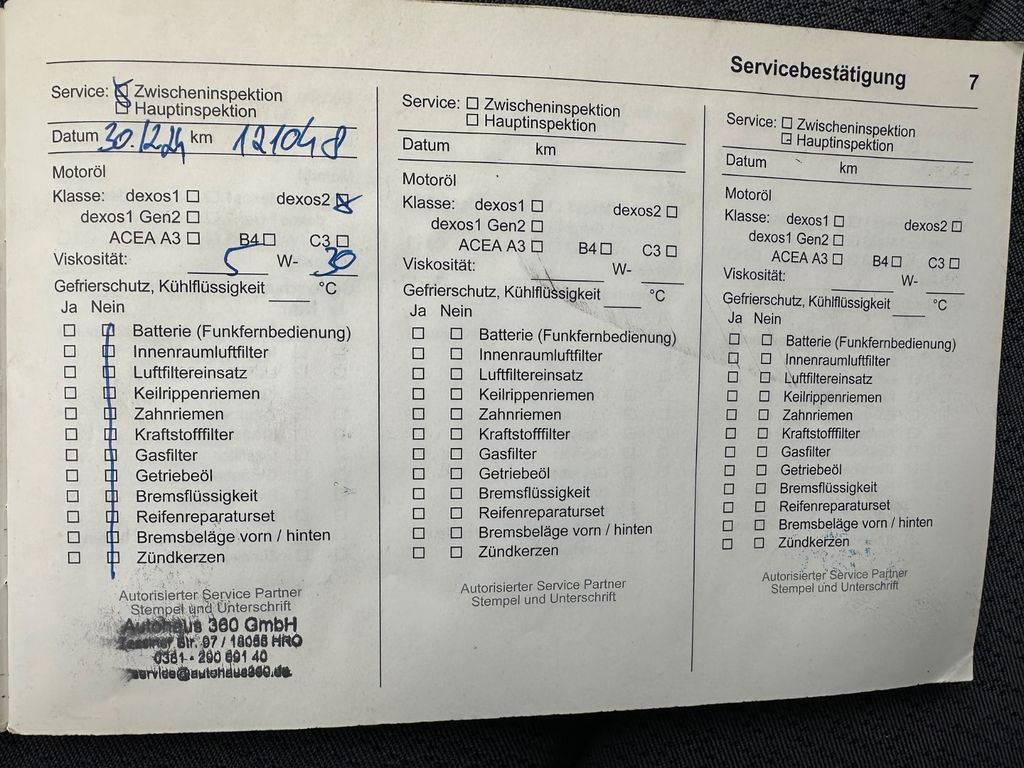 Servicebestätigung 7
Service: Zwischeninspektion
Hauptinspektion
Datum 30.12.24 km 121048
Motoröl
Klasse: dexos1 dexos2
dexos1 Gen2
ACEA A3 B4 C3
Viskosität: 5 W- 30
Gefrierschutz, Kühlflüssigkeit °C
Ja Nein
Batterie (Funkfernbedienung)
Innenraumluftfilter
Luftfiltereinsatz
Keilrippenriemen
Zahnriemen
Kraftstofffilter
Gasfilter
Getriebeöl
Bremsflüssigkeit
Reifenreparaturset
Bremsbeläge vorn / hinten
Zündkerzen
Autorisierter Service Partner
Stempel und Unterschrift
Autohaus 360 GmbH
Str. 97 / 18058 HRO
0381 - 290 691 40
service@autohaus360.de
Service: Zwischeninspektion
Hauptinspektion
Datum km
Motoröl
Klasse: dexos1 dexos2
dexos1 Gen2
ACEA A3 B4 C3
Viskosität: W-
Gefrierschutz, Kühlflüssigkeit °C
Ja Nein
Batterie (Funkfernbedienung)
Innenraumluftfilter
Luftfiltereinsatz
Keilrippenriemen
Zahnriemen
Kraftstofffilter
Gasfilter
Getriebeöl
Bremsflüssigkeit
Reifenreparaturset
Bremsbeläge vorn / hinten
Zündkerzen
Autorisierter Service Partner
Stempel und Unterschrift
Service: Zwischeninspektion
Hauptinspektion
Datum km
Motoröl
Klasse: dexos1 dexos2
dexos1 Gen2
ACEA A3 B4 C3
Viskosität: W-
Gefrierschutz, Kühlflüssigkeit °C
Ja Nein
Batterie (Funkfernbedienung)
Innenraumluftfilter
Luftfiltereinsatz
Keilrippenriemen
Zahnriemen
Kraftstofffilter
Gasfilter
Getriebeöl
Bremsflüssigkeit
Reifenreparaturset
Bremsbeläge vorn / hinten
Zündkerzen
Autorisierter Service Partner
Stempel und Unterschrift